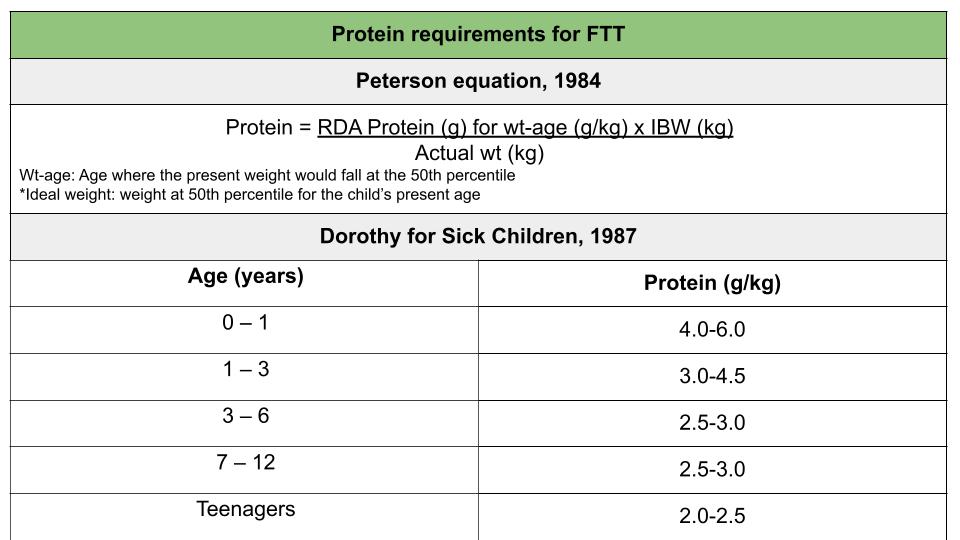 Protein requirements for FTT
Peterson equation, 1984
Protein = RDA Protein (g) for wt-age (g/kg) x IBW (kg)
Actual wt (kg)
Wt-age: Age where the present weight would fall at the 50th percentile
*Ideal weight: weight at 50th percentile for the child’s present age
Dorothy for Sick Children, 1987
Age (years)
Protein (g/kg)
0 – 1
4.0-6.0
1 – 3
3.0-4.5
3 – 6
2.5-3.0
7 – 12
2.5-3.0
Teenagers
2.0-2.5